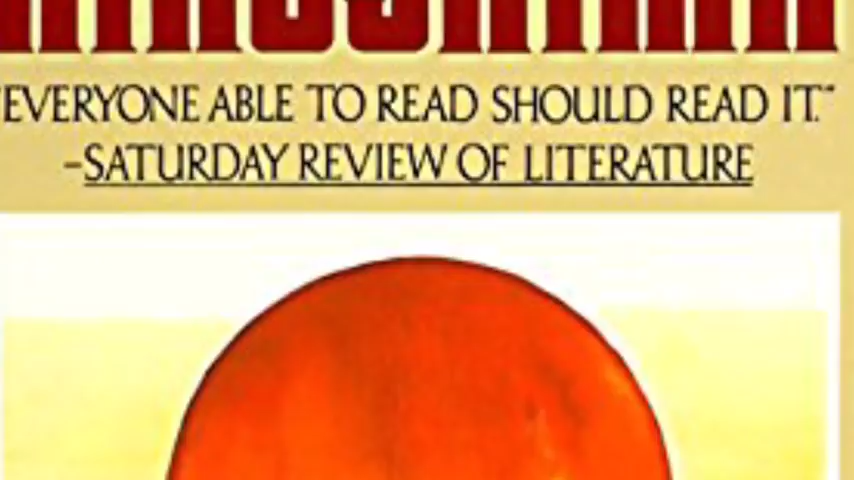 "EVERYONE ABLE TO READ SHOULD READ IT."
-SATURDAY REVIEW OF LITERATURE